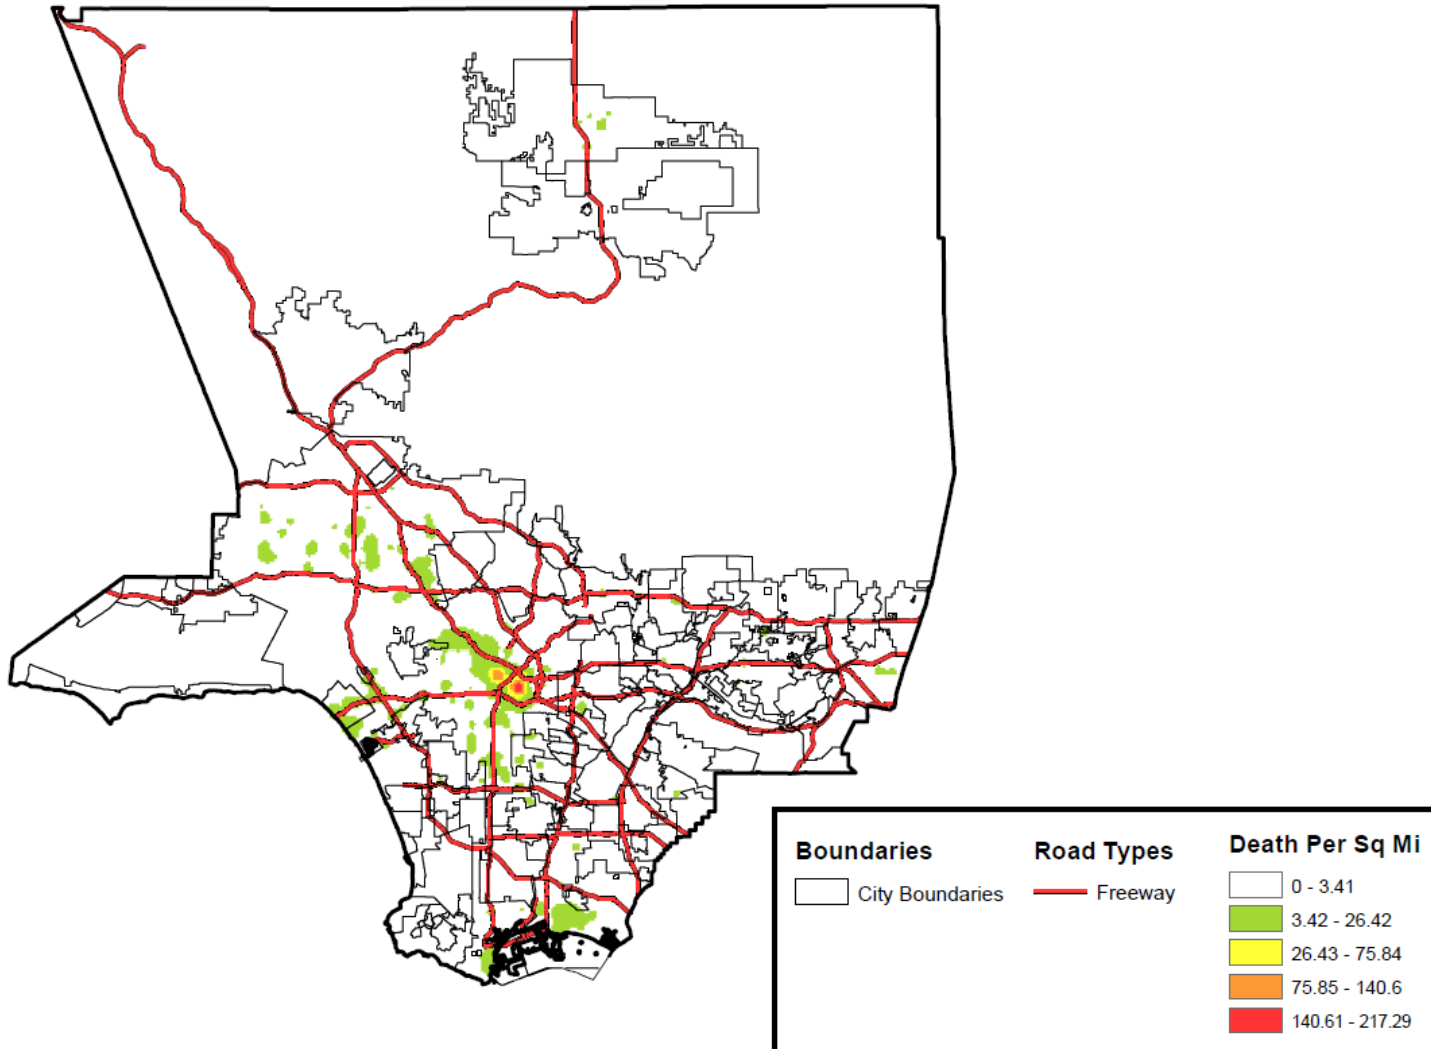 Boundaries
City Boundaries
Road Types
Freeway
Death Per Sq Mi
0 - 3.41
3.42 - 26.42
26.43 - 75.84
75.85 - 140.6
140.61 - 217.29